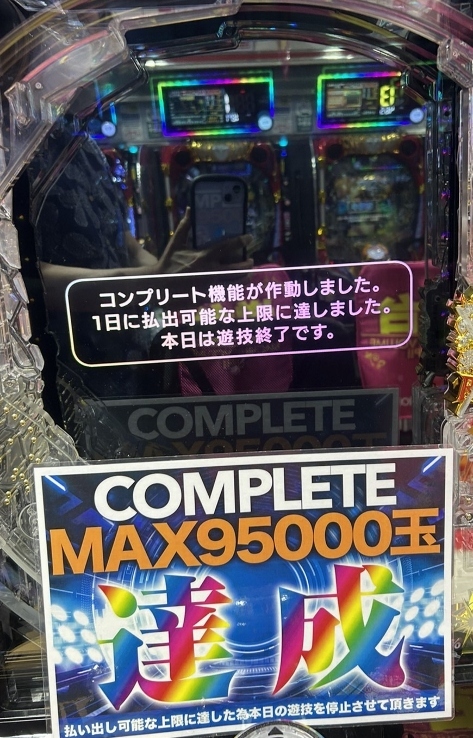 コンプリート機能が作動しました。
1日に払出可能な上限に達しました。
本日は遊技終了です。
COMPLETE
COMPLETE
MAX95000玉
達成
払い出し可能な上限に達した為本日の遊技を停止させて頂きます